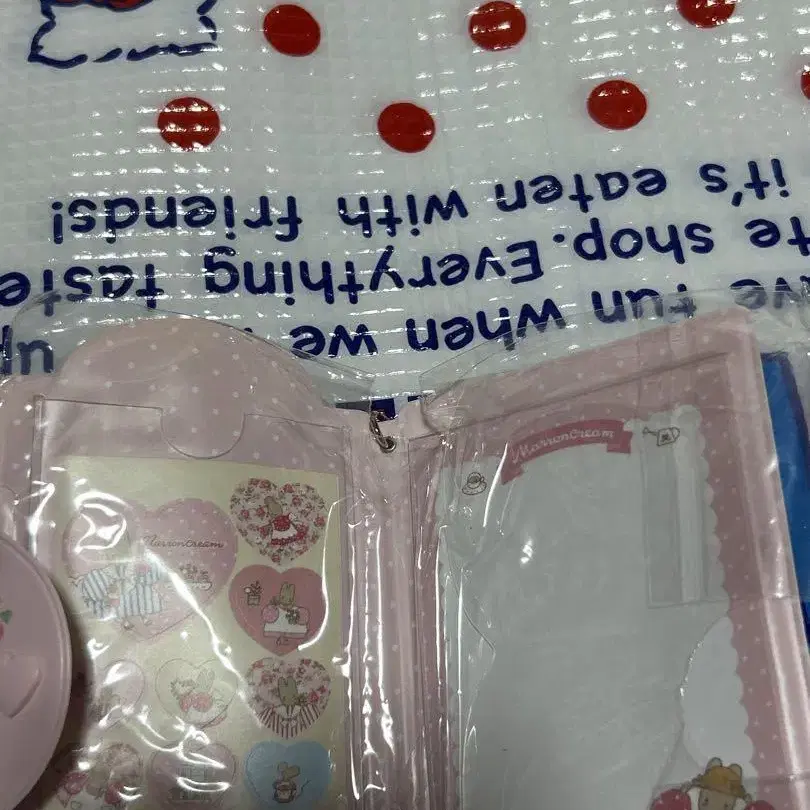 ve fun when we
te shop. Everything taste
it's eaten with friends!
Marroncream
Marroncream